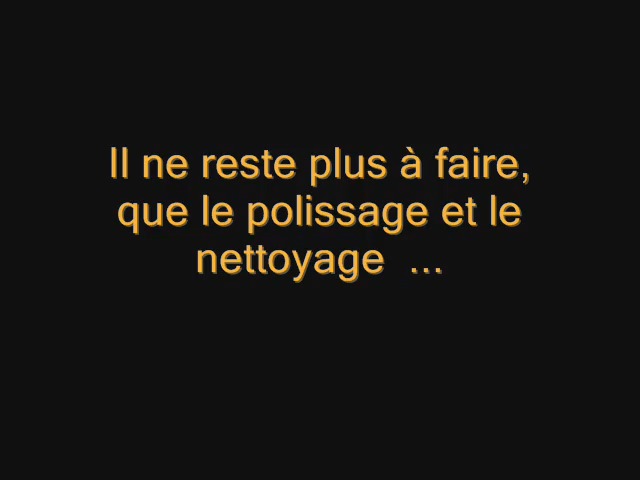 Il ne reste plus à faire,
que le polissage et le
nettoyage  ...